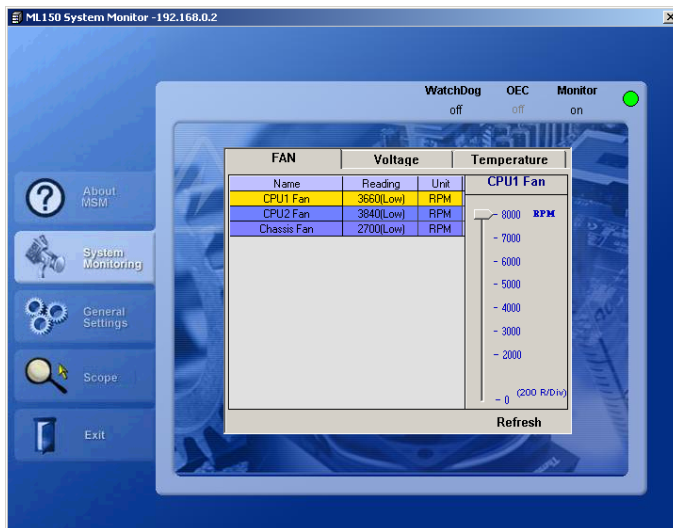 ML150 System Monitor -192.168.0.2
WatchDog OEC Monitor
off off on
FAN Voltage Temperature
Name Reading Unit CPU1 Fan
CPU1 Fan 3660(Low) RPM
CPU2 Fan 3840(Low) RPM
Chassis Fan 2700(Low) RPM
8000 RPM
7000
6000
5000
4000
3000
2000
0 (200 R/Div)
Refresh
About
MSM
System
Monitoring
General
Settings
Scope
Exit